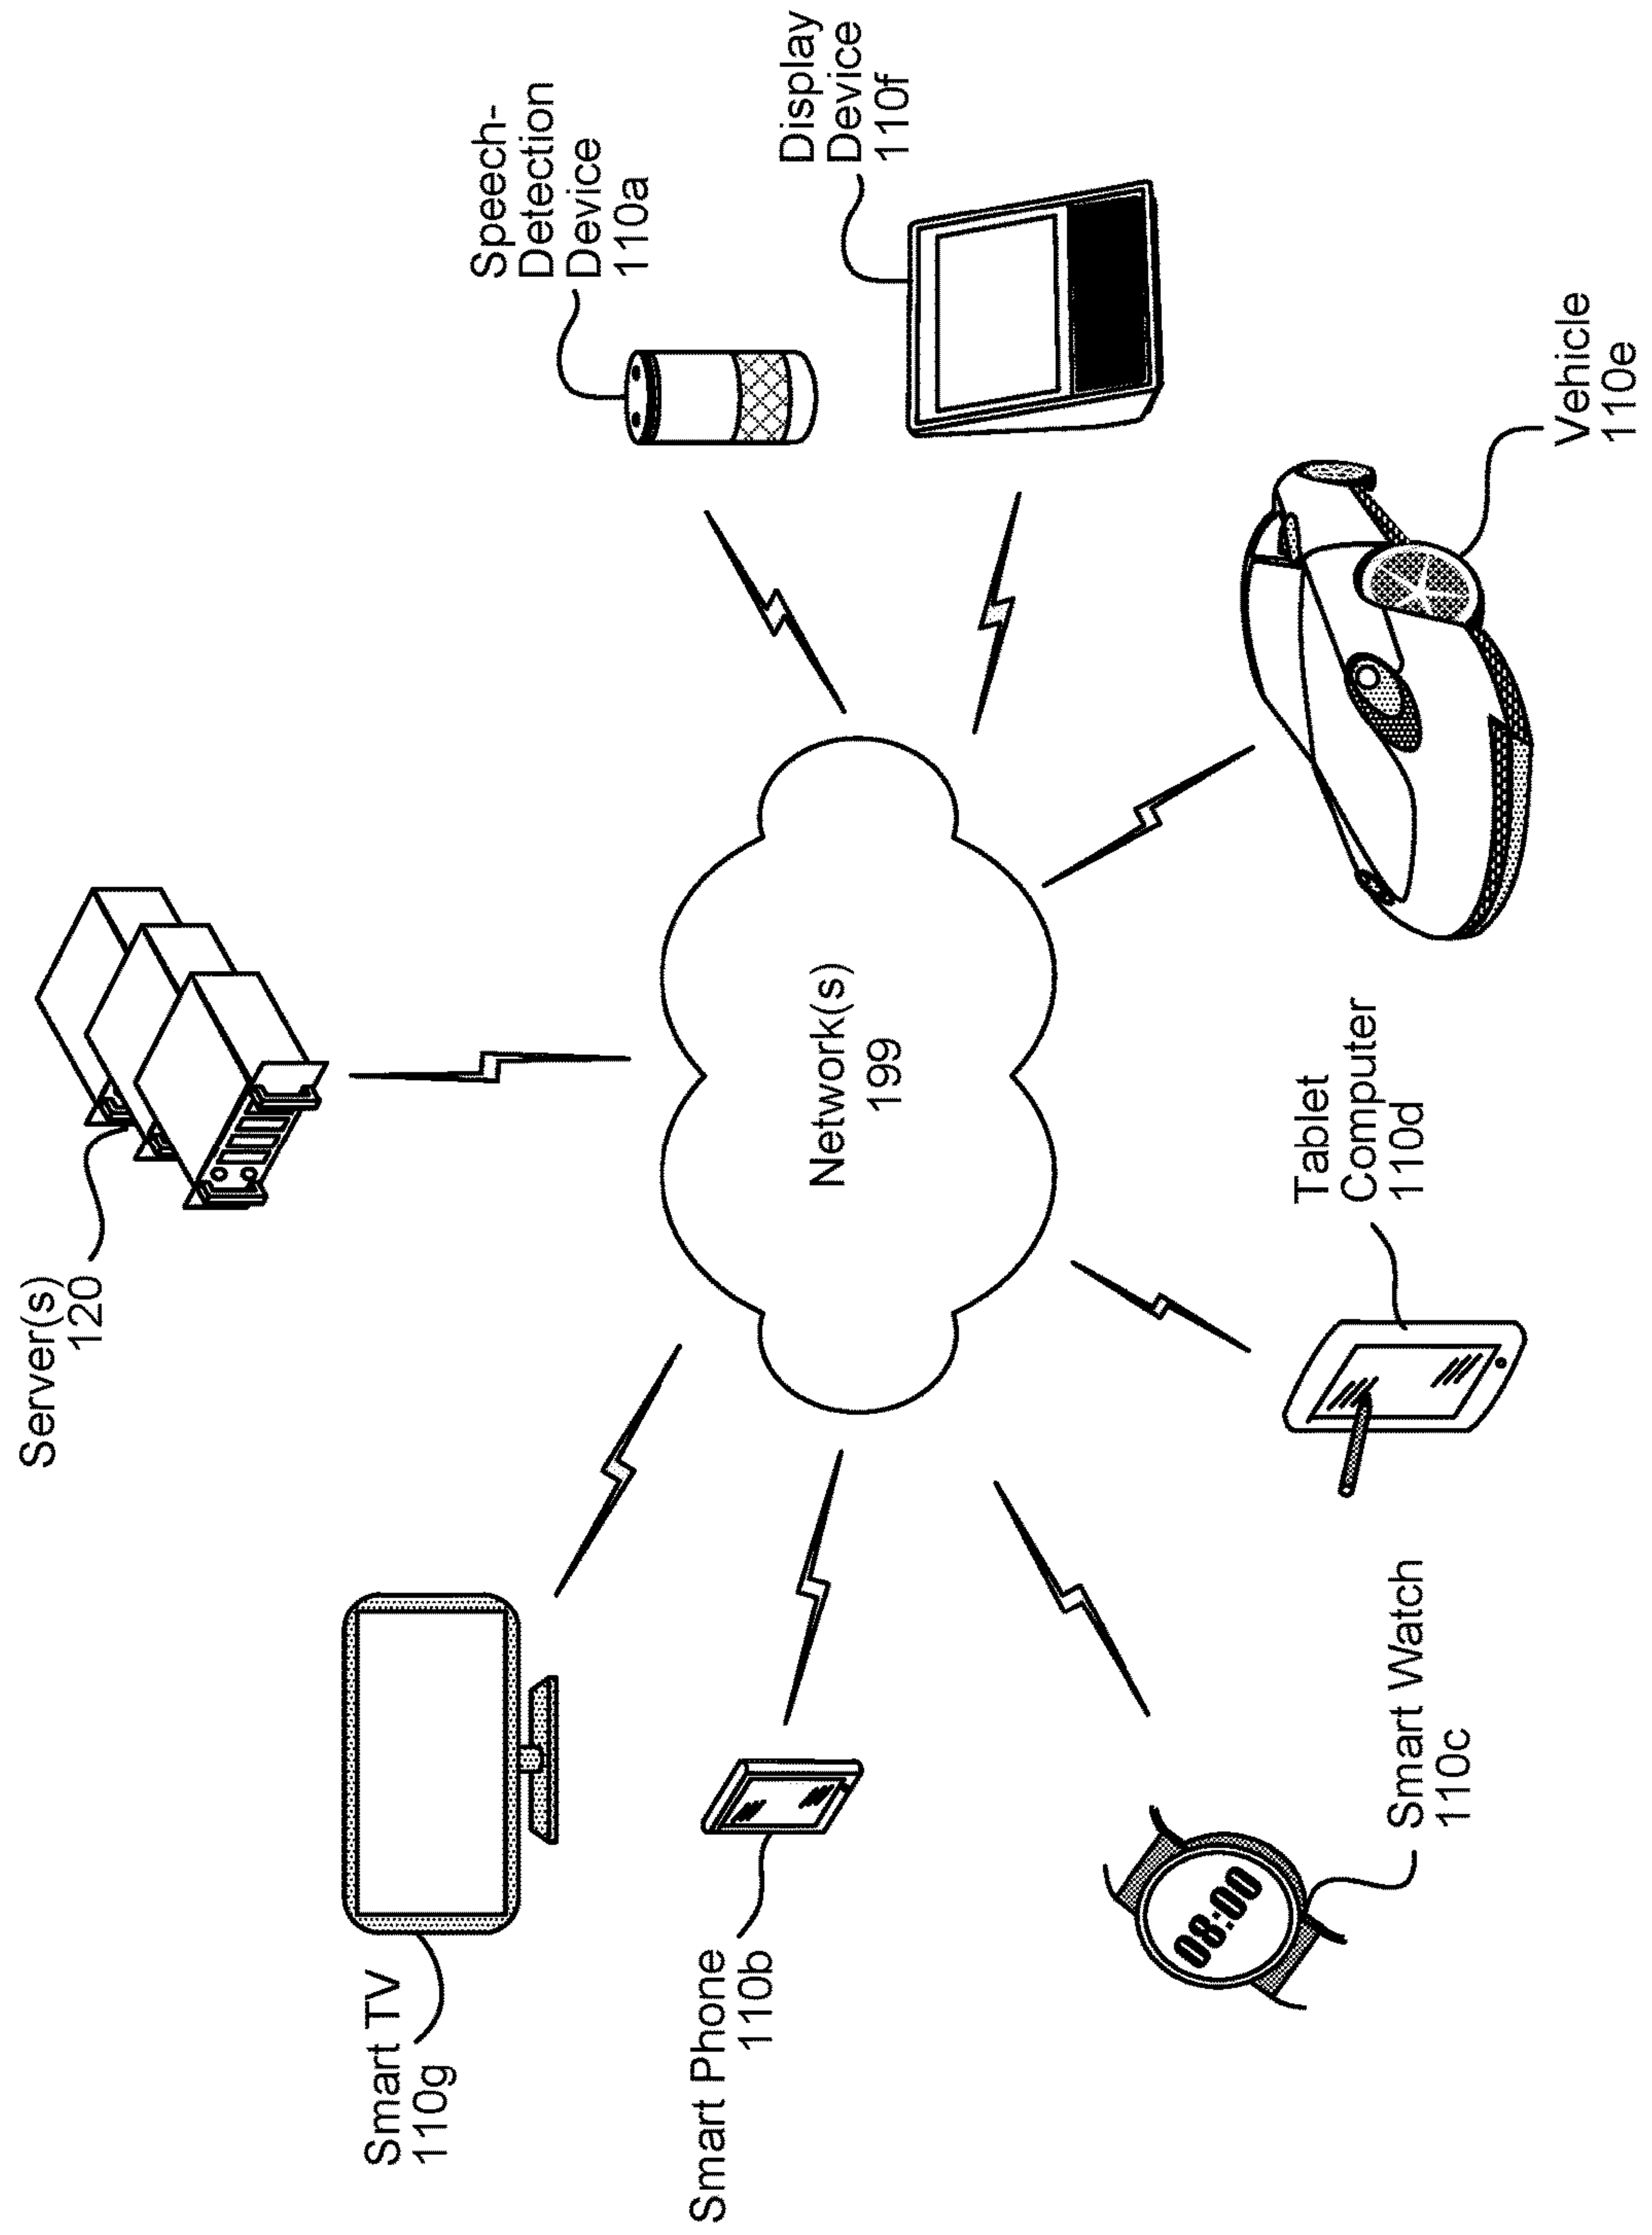 Server(s)
120
Smart TV
110g
Speech-
Detection
Device
110a
Smart Phone
110b
Network(s)
199
Display
Device
110f
08:00
Smart Watch
110c
Tablet
Computer
110d
Vehicle
110e